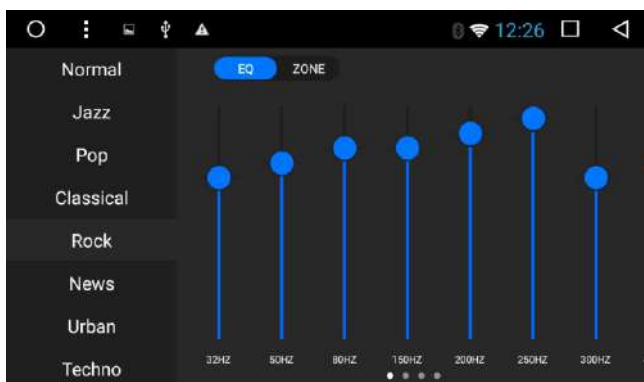 12:26
EQ ZONE
Normal
Jazz
Pop
Classical
Rock
News
Urban
Techno
32HZ 50HZ 80HZ 150HZ 200HZ 250HZ 300HZ